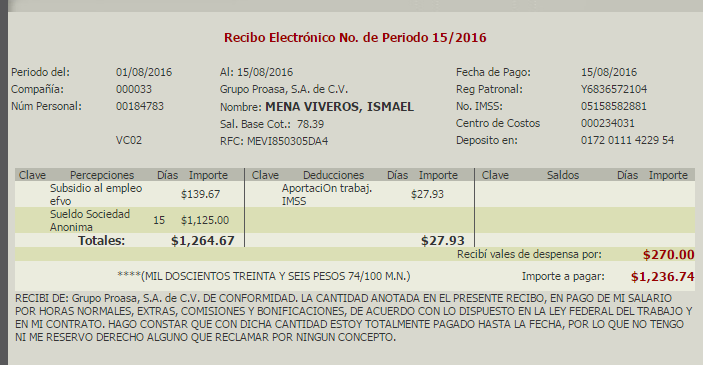 Recibo Electrónico No. de Periodo 15/2016
Periodo del: 01/08/2016 Al: 15/08/2016 Fecha de Pago: 15/08/2016
Compañía: 000033 Grupo Proasa, S.A. de C.V. Reg Patronal: Y6836572104
Núm Personal: 00184783 Nombre: MENA VIVEROS, ISMAEL No. IMSS: 05158582881
Sal. Base Cot.: 78.39 Centro de Costos 000234031
VC02 RFC: MEVI850305DA4 Deposito en: 0172 0111 4229 54
Clave Percepciones Días Importe Clave Deducciones Días Importe Clave Saldos Días Importe
Subsidio al empleo efvo $139.67 AportaciOn trabaj. IMSS $27.93
Sueldo Sociedad Anonima 15 $1,125.00
Totales: $1,264.67 $27.93
Recibí vales de despensa por: $270.00
****(MIL DOSCIENTOS TREINTA Y SEIS PESOS 74/100 M.N.) Importe a pagar: $1,236.74
RECIBI DE: Grupo Proasa, S.A. de C.V. DE CONFORMIDAD. LA CANTIDAD ANOTADA EN EL PRESENTE RECIBO, EN PAGO DE MI SALARIO
POR HORAS NORMALES, EXTRAS, COMISIONES Y BONIFICACIONES, DE ACUERDO CON LO DISPUESTO EN LA LEY FEDERAL DEL TRABAJO Y
EN MI CONTRATO. HAGO CONSTAR QUE CON DICHA CANTIDAD ESTOY TOTALMENTE PAGADO HASTA LA FECHA, POR LO QUE NO TENGO
NI ME RESERVO DERECHO ALGUNO QUE RECLAMAR POR NINGUN CONCEPTO.